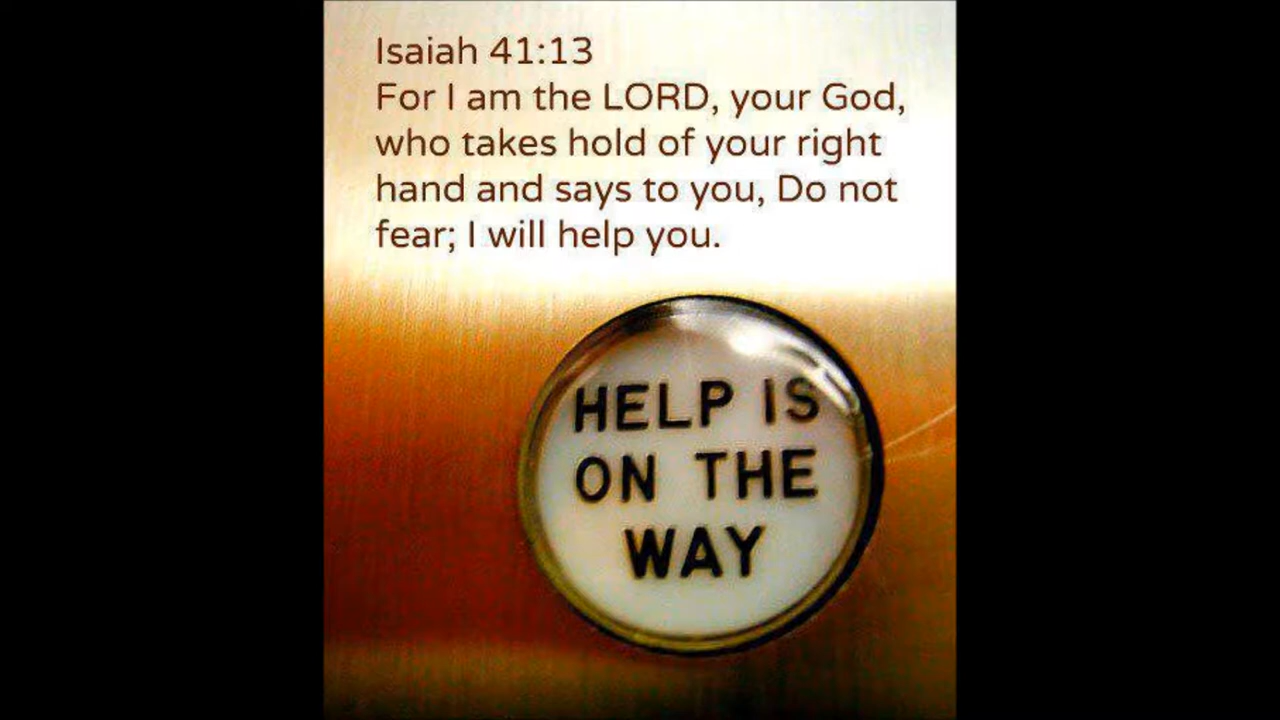 Isaiah 41:13
For I am the LORD, your God,
who takes hold of your right
hand and says to you, Do not
fear; I will help you.
HELP IS
ON THE
WAY